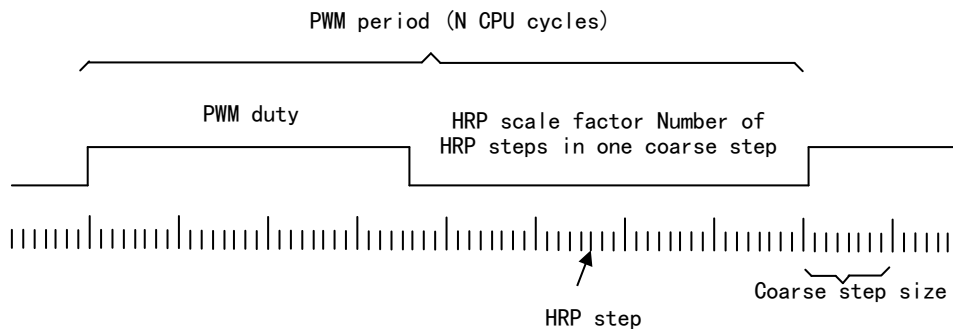 PWM period (N CPU cycles)
PWM duty
HRP scale factor Number of
HRP steps in one coarse step
Coarse step size
HRP step